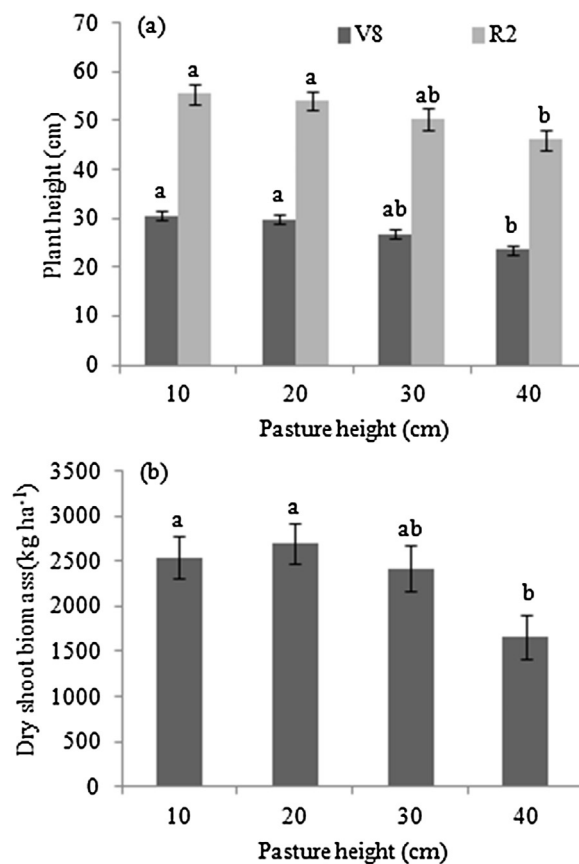 (a)
V8
R2
70
60
50
40
30
20
10
0
Plant height (cm)
a
a
a
a
ab
ab
b
b
10
20
30
40
Pasture height (cm)
(b)
3500
3000
2500
2000
1500
1000
500
0
Dry shoot biom ass(kg ha⁻¹)
a
a
ab
b
10
20
30
40
Pasture height (cm)